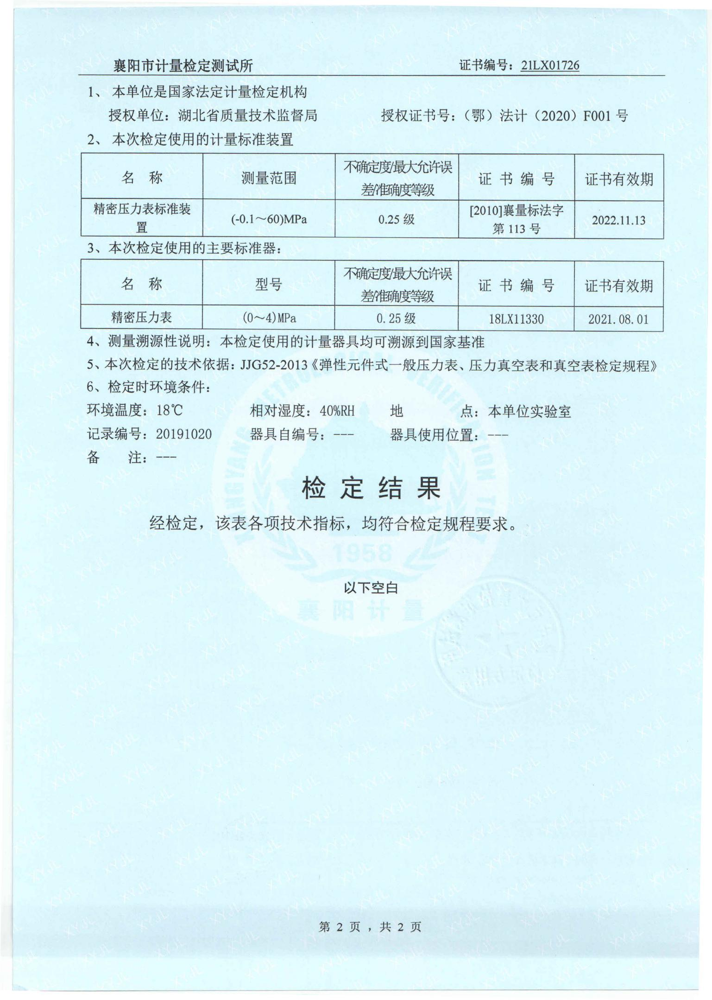 襄阳市计量检定测试所 证书编号：21LX01726
1、 本单位是国家法定计量检定机构
授权单位：湖北省质量技术监督局 授权证书号：（鄂）法计（2020）F001 号
2、 本次检定使用的计量标准装置
名 称 测量范围 不确定度/最大允许误差/准确度等级 证 书 编 号 证书有效期
精密压力表标准装置 (-0.1～60)MPa 0.25 级 [2010]襄量标法字第 113 号 2022.11.13
3、本次检定使用的主要标准器：
名 称 型号 不确定度/最大允许误差/准确度等级 证 书 编 号 证书有效期
精密压力表 (0～4)MPa 0.25 级 18LX11330 2021.08.01
4、测量溯源性说明：本检定使用的计量器具均可溯源到国家基准
5、本次检定的技术依据：JJG52-2013《弹性元件式一般压力表、压力真空表和真空表检定规程》
6、检定时环境条件：
环境温度：18℃ 相对湿度：40%RH 地 点：本单位实验室
记录编号：20191020 器具自编号：--- 器具使用位置：---
备 注：---
检 定 结 果
经检定，该表各项技术指标，均符合检定规程要求。
1958
以下空白
襄阳计量
第 2 页 ，共 2 页